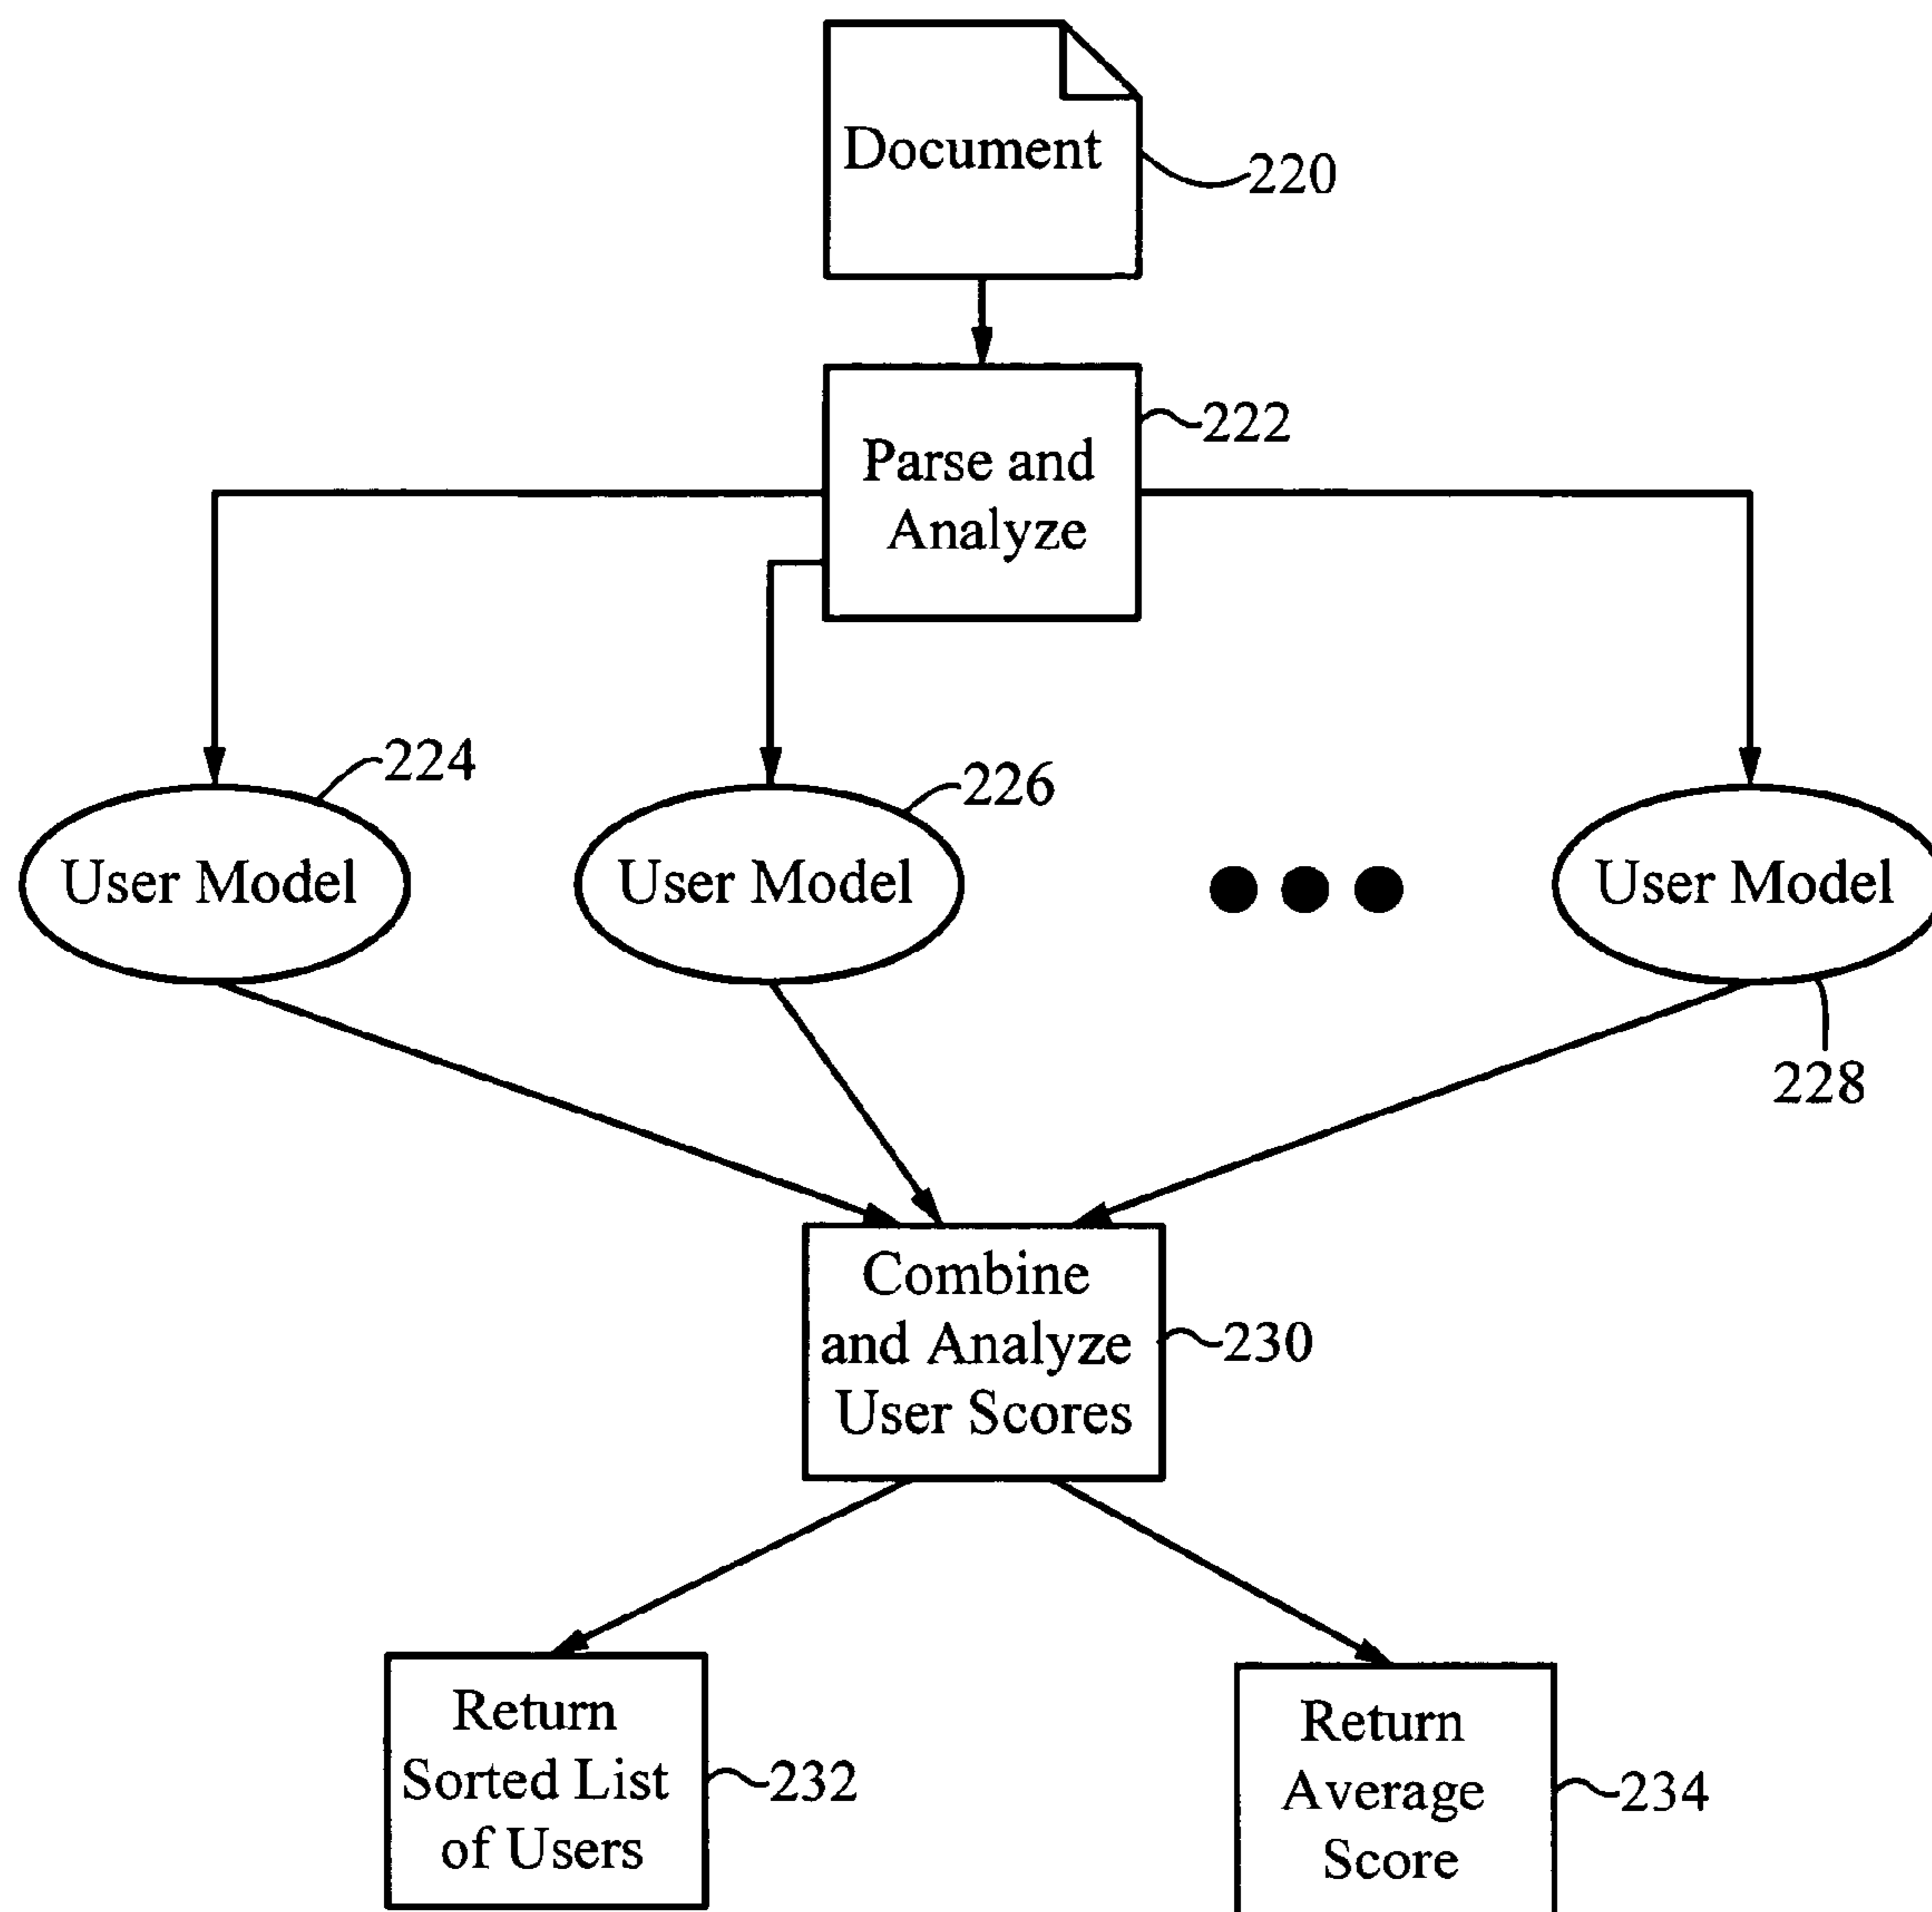 Document
220
Parse and
Analyze
222
224
226
User Model
User Model
User Model
228
Combine
and Analyze
User Scores
230
Return
Sorted List
of Users
232
Return
Average
Score
234